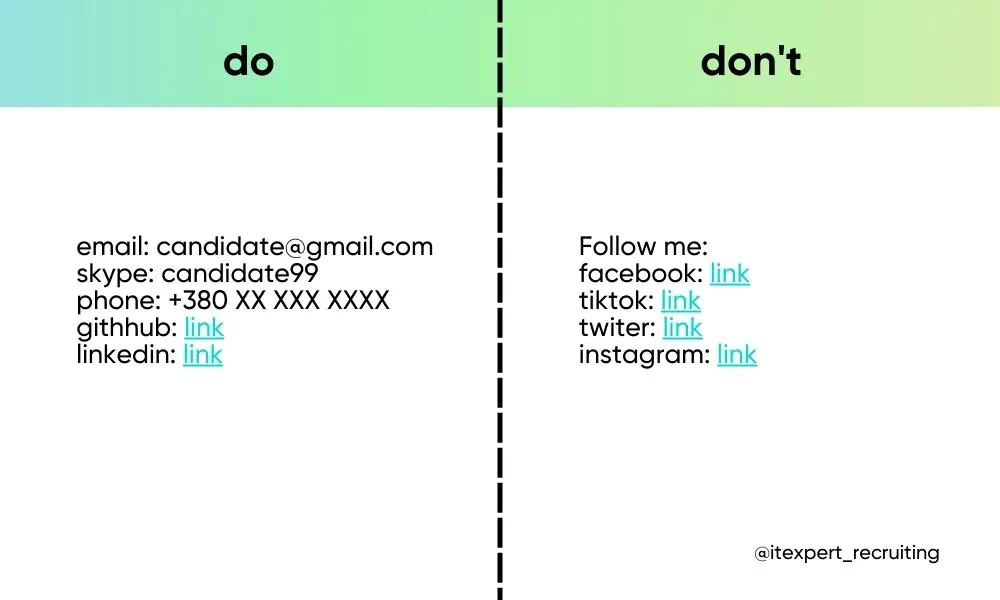 do
email: candidate@gmail.com
skype: candidate99
phone: +380 XX XXX XXXX
githhub: link
linkedin: link
don't
Follow me:
facebook: link
tiktok: link
twiter: link
instagram: link
@itexpert_recruiting